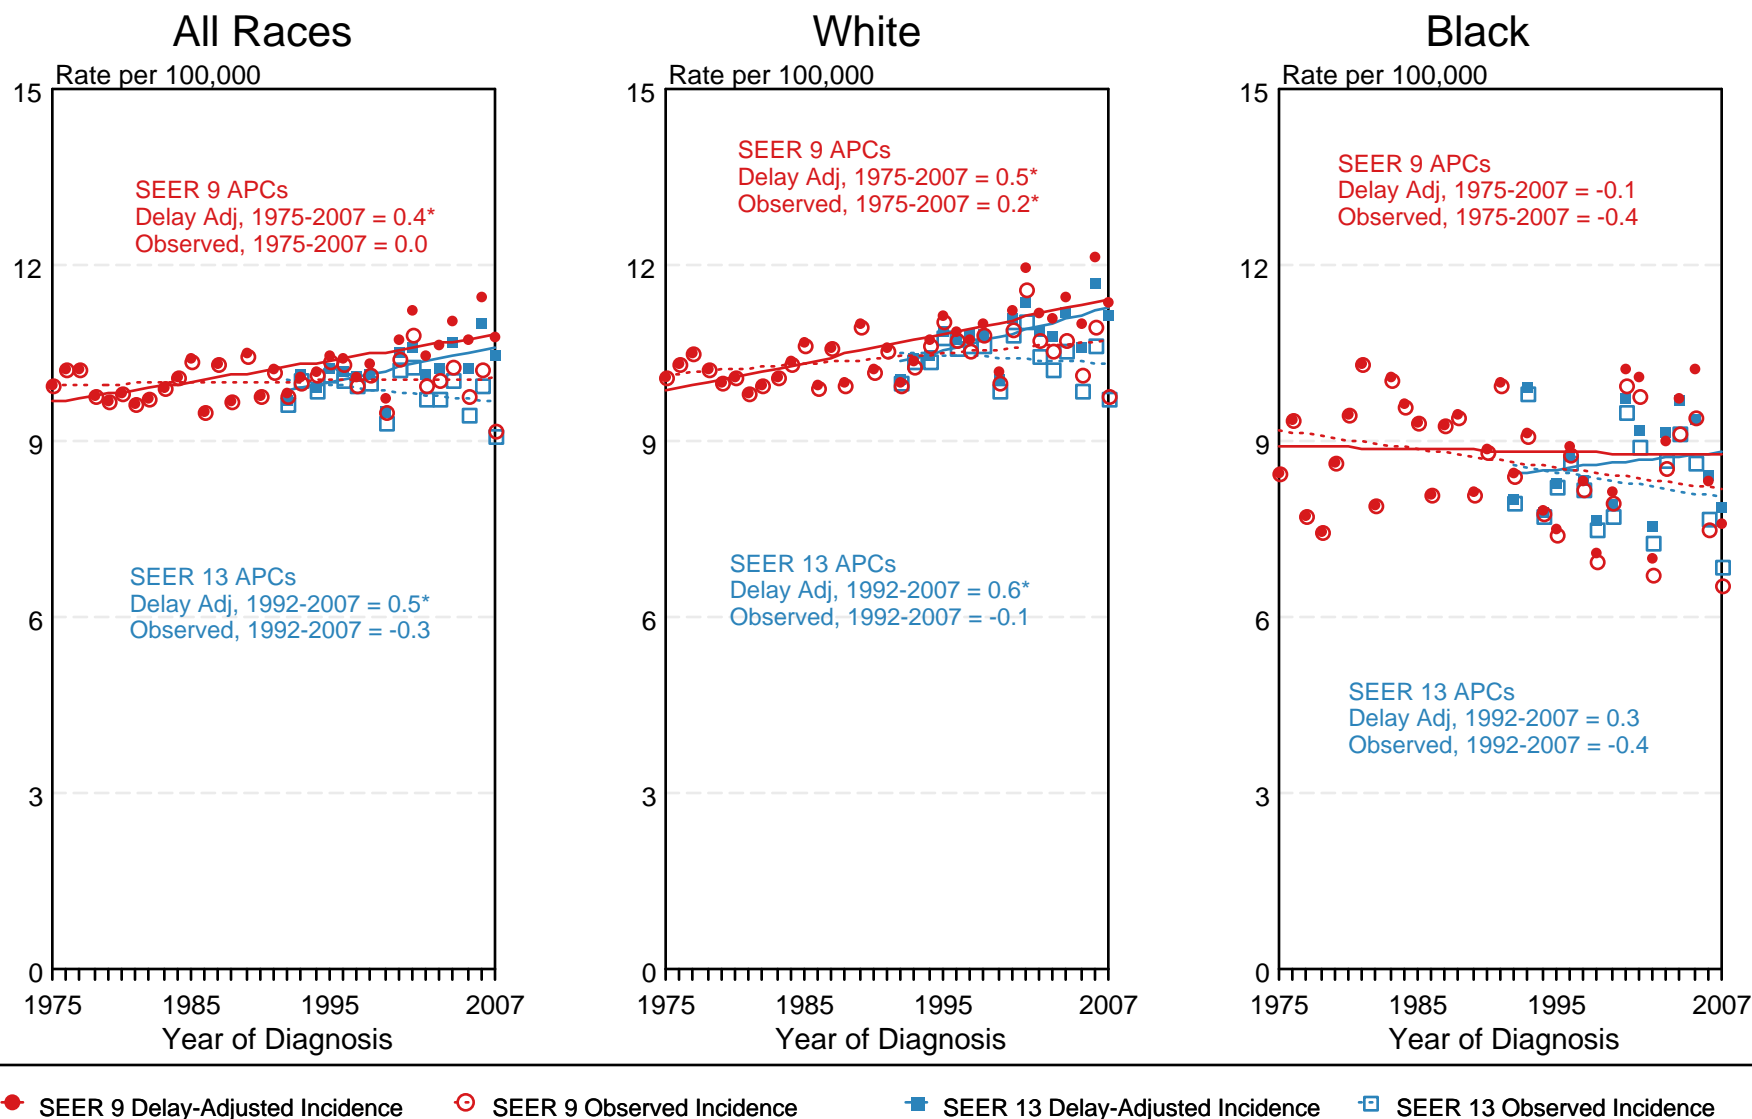 All Races
Rate per 100,000
15
12
9
6
3
0
SEER 9 APCs
Delay Adj, 1975-2007 = 0.4*
Observed, 1975-2007 = 0.0
SEER 13 APCs
Delay Adj, 1992-2007 = 0.5*
Observed, 1992-2007 = -0.3
1975 1985 1995 2007
Year of Diagnosis
White
Rate per 100,000
15
12
9
6
3
0
SEER 9 APCs
Delay Adj, 1975-2007 = 0.5*
Observed, 1975-2007 = 0.2*
SEER 13 APCs
Delay Adj, 1992-2007 = 0.6*
Observed, 1992-2007 = -0.1
1975 1985 1995 2007
Year of Diagnosis
Black
Rate per 100,000
15
12
9
6
3
0
SEER 9 APCs
Delay Adj, 1975-2007 = -0.1
Observed, 1975-2007 = -0.4
SEER 13 APCs
Delay Adj, 1992-2007 = 0.3
Observed, 1992-2007 = -0.4
1975 1985 1995 2007
Year of Diagnosis
SEER 9 Delay-Adjusted Incidence
SEER 9 Observed Incidence
SEER 13 Delay-Adjusted Incidence
SEER 13 Observed Incidence